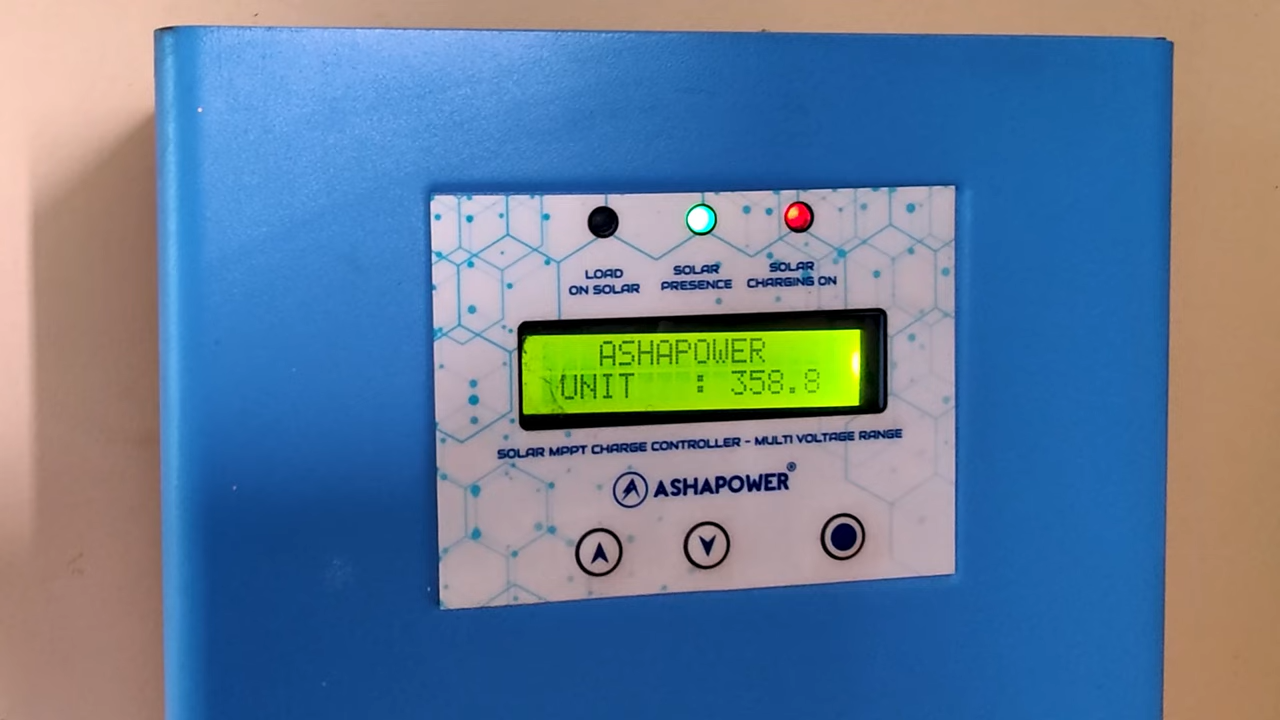 LOAD
ON SOLAR
SOLAR
PRESENCE
SOLAR
CHARGING ON
ASHAPOWER
UNIT : 358.8
SOLAR MPPT CHARGE CONTROLLER - MULTI VOLTAGE RANGE
ASHAPOWER®